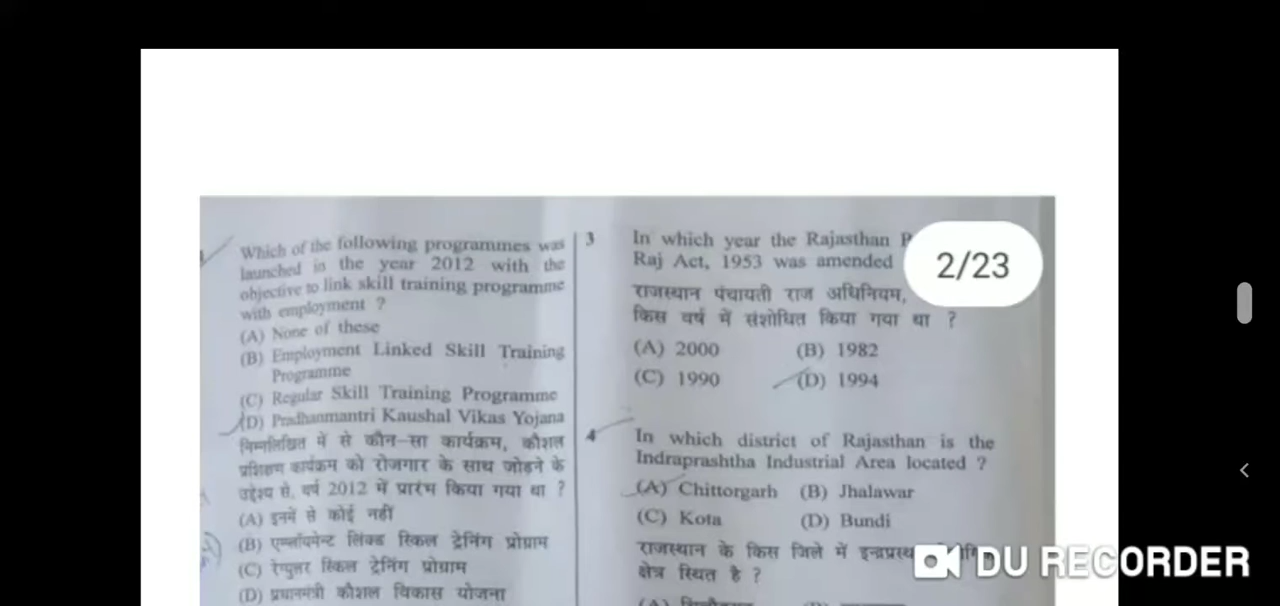 Which of the following programmes was
launched in the year 2012 with the
objective to link skill training programme
with employment ?
(A) None of these
(B) Employment Linked Skill Training
Programme
(C) Regular Skill Training Programme
(D) Pradhanmantri Kaushal Vikas Yojana
निम्नलिखित में से कौन-सा कार्यक्रम, कौशल
प्रशिक्षण कार्यक्रम को रोजगार के साथ जोड़ने के
उद्देश्य से, वर्ष 2012 में प्रारंभ किया गया था ?
(A) इनमें से कोई नहीं
(B) एम्प्लॉयमेन्ट लिंक्ड स्किल ट्रेनिंग प्रोग्राम
(C) रेग्युलर स्किल ट्रेनिंग प्रोग्राम
(D) प्रधानमंत्री कौशल विकास योजना
3 In which year the Rajasthan
Raj Act, 1953 was amended
राजस्थान पंचायती राज अधिनियम,
किस वर्ष में संशोधित किया गया था ?
(A) 2000 (B) 1982
(C) 1990 (D) 1994
4 In which district of Rajasthan is the
Indraprashtha Industrial Area located ?
(A) Chittorgarh (B) Jhalawar
(C) Kota (D) Bundi
राजस्थान के किस जिले में
क्षेत्र स्थित है ?
2/23
DU RECORDER